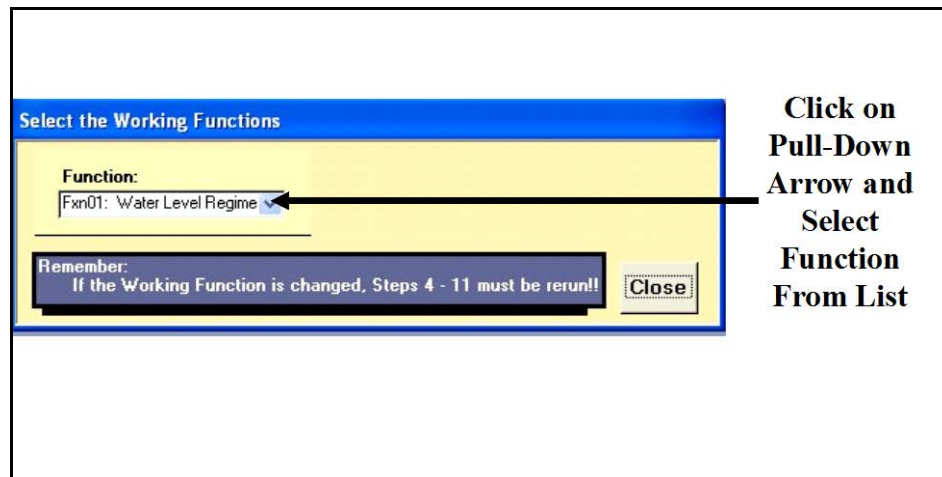 Select the Working Functions
Function:
Fxn01: Water Level Regime
Remember:
If the Working Function is changed, Steps 4 - 11 must be rerun!!
Close
Click on
Pull-Down
Arrow and
Select
Function
From List